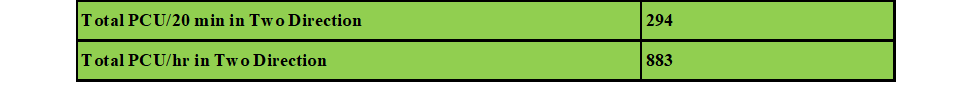 Total PCU/20 min in Two Direction 294
Total PCU/hr in Two Direction 883